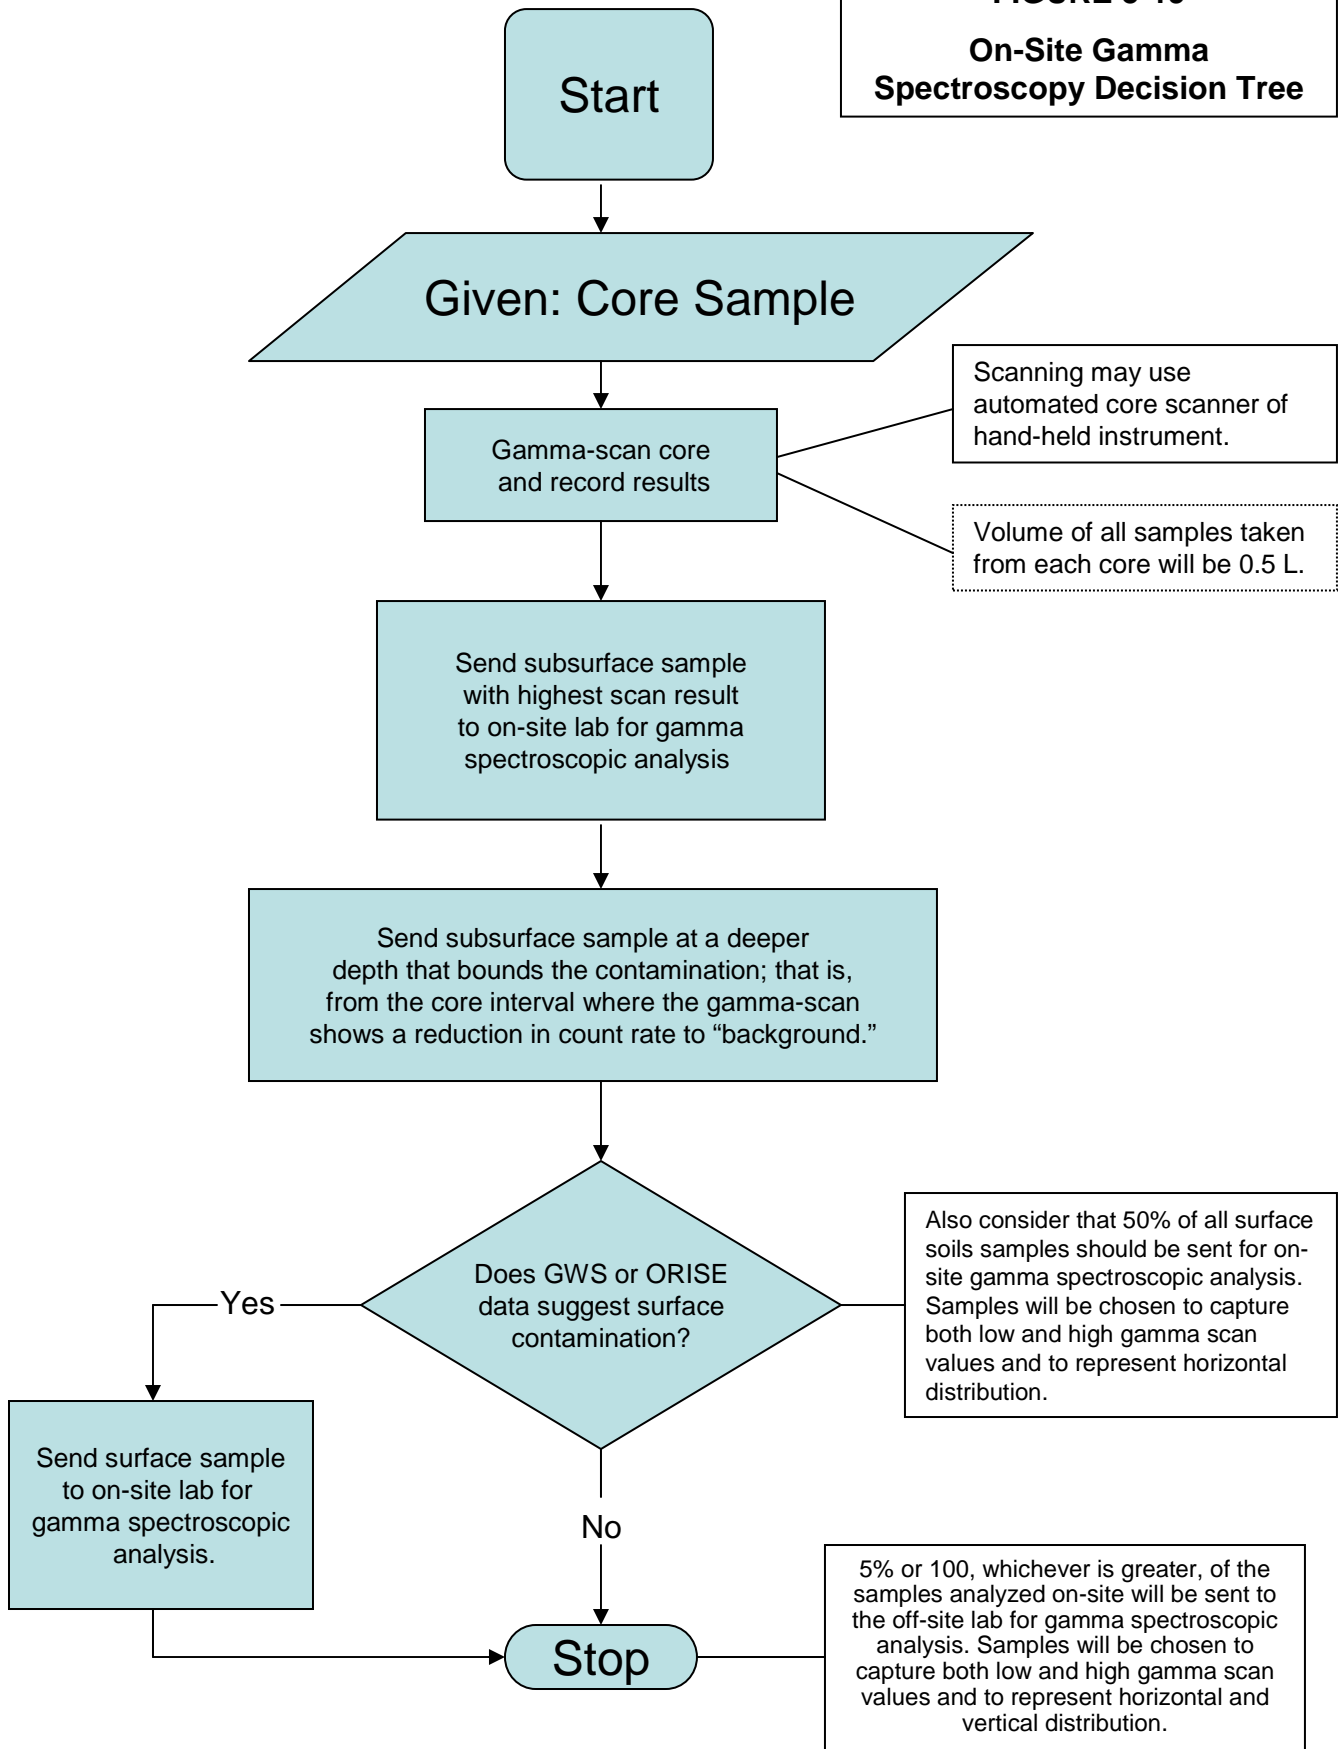 On-Site Gamma
Spectroscopy Decision Tree
Start
Given: Core Sample
Gamma-scan core
and record results
Scanning may use
automated core scanner of
hand-held instrument.
Volume of all samples taken
from each core will be 0.5 L.
Send subsurface sample
with highest scan result
to on-site lab for gamma
spectroscopic analysis
Send subsurface sample at a deeper
depth that bounds the contamination; that is,
from the core interval where the gamma-scan
shows a reduction in count rate to “background.”
Does GWS or ORISE
data suggest surface
contamination?
Also consider that 50% of all surface
soils samples should be sent for on-
site gamma spectroscopic analysis.
Samples will be chosen to capture
both low and high gamma scan
values and to represent horizontal
distribution.
Yes
Send surface sample
to on-site lab for
gamma spectroscopic
analysis.
No
Stop
5% or 100, whichever is greater, of the
samples analyzed on-site will be sent to
the off-site lab for gamma spectroscopic
analysis. Samples will be chosen to
capture both low and high gamma scan
values and to represent horizontal and
vertical distribution.